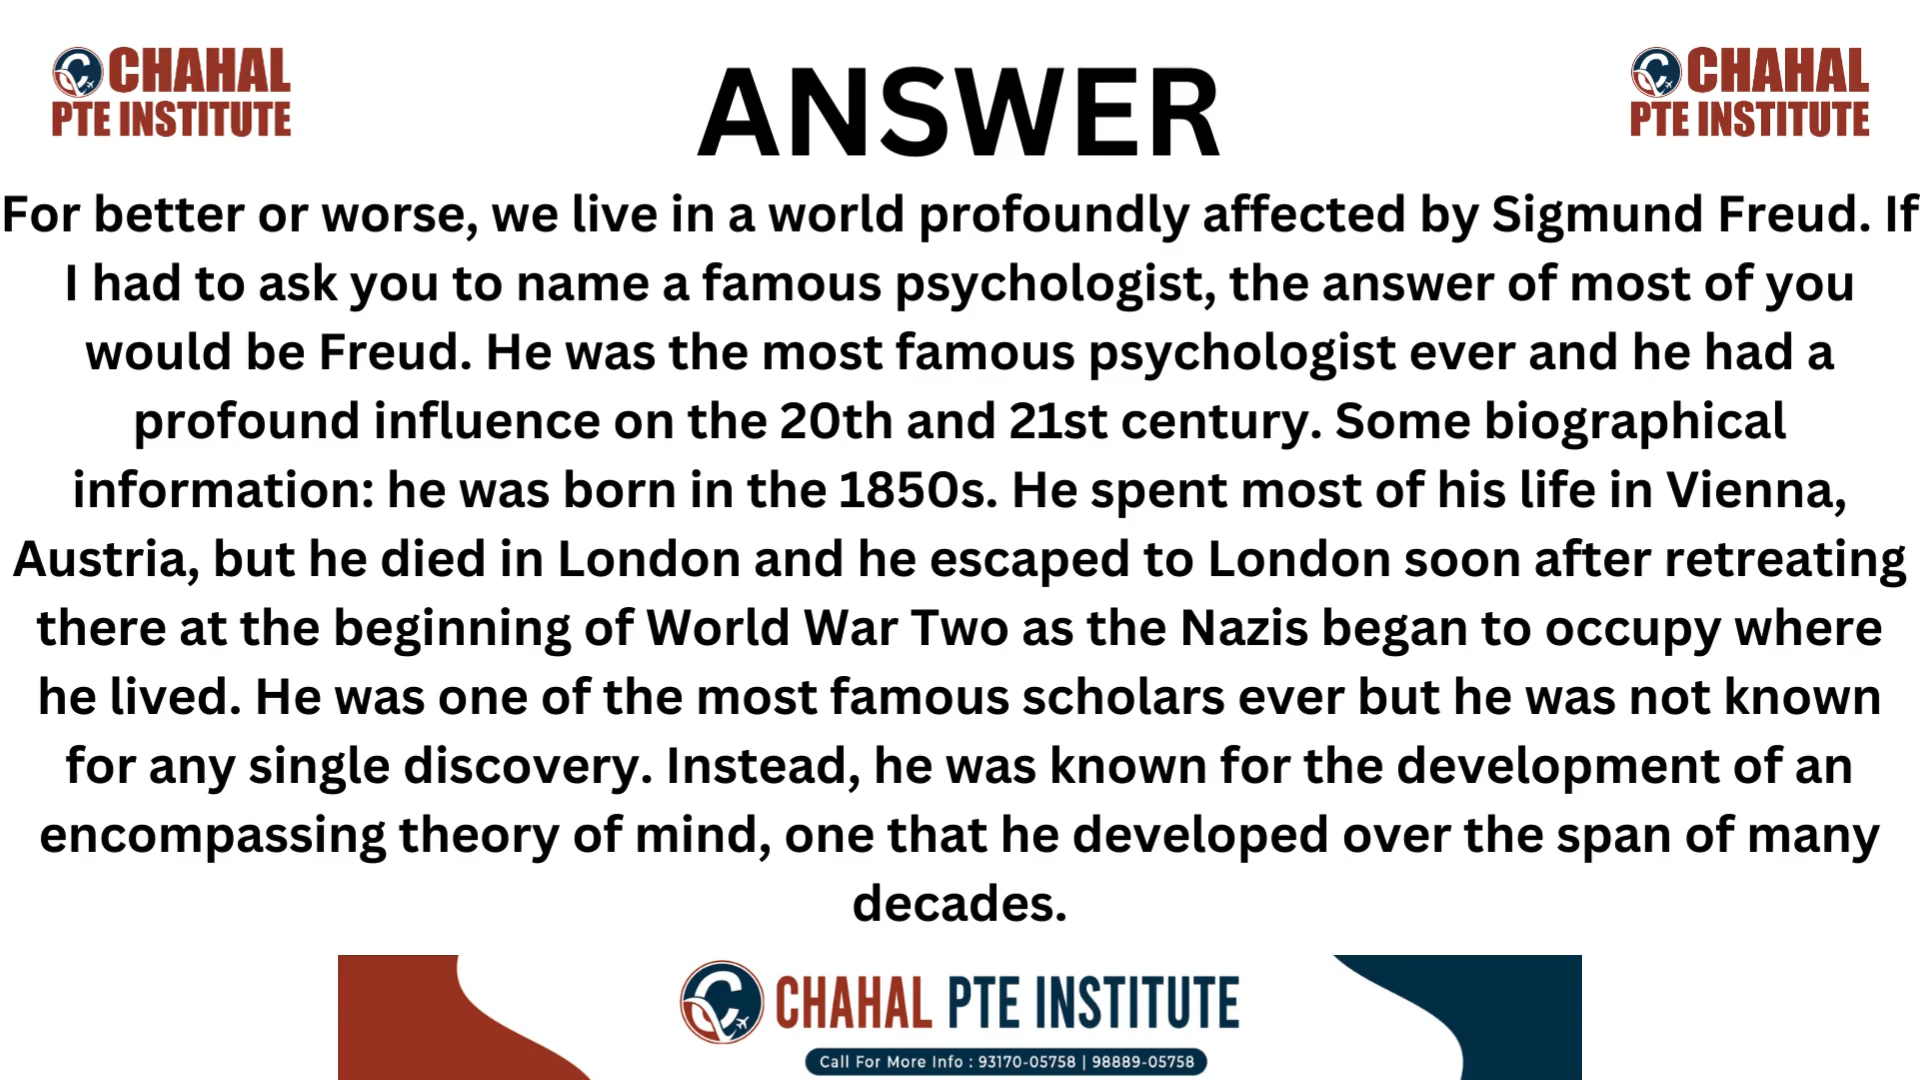 CHAHAL
PTE INSTITUTE
ANSWER
CHAHAL
PTE INSTITUTE
For better or worse, we live in a world profoundly affected by Sigmund Freud. If
I had to ask you to name a famous psychologist, the answer of most of you
would be Freud. He was the most famous psychologist ever and he had a
profound influence on the 20th and 21st century. Some biographical
information: he was born in the 1850s. He spent most of his life in Vienna,
Austria, but he died in London and he escaped to London soon after retreating
there at the beginning of World War Two as the Nazis began to occupy where
he lived. He was one of the most famous scholars ever but he was not known
for any single discovery. Instead, he was known for the development of an
encompassing theory of mind, one that he developed over the span of many
decades.
CHAHAL PTE INSTITUTE
Call For More Info : 93170-05758 | 98889-05758